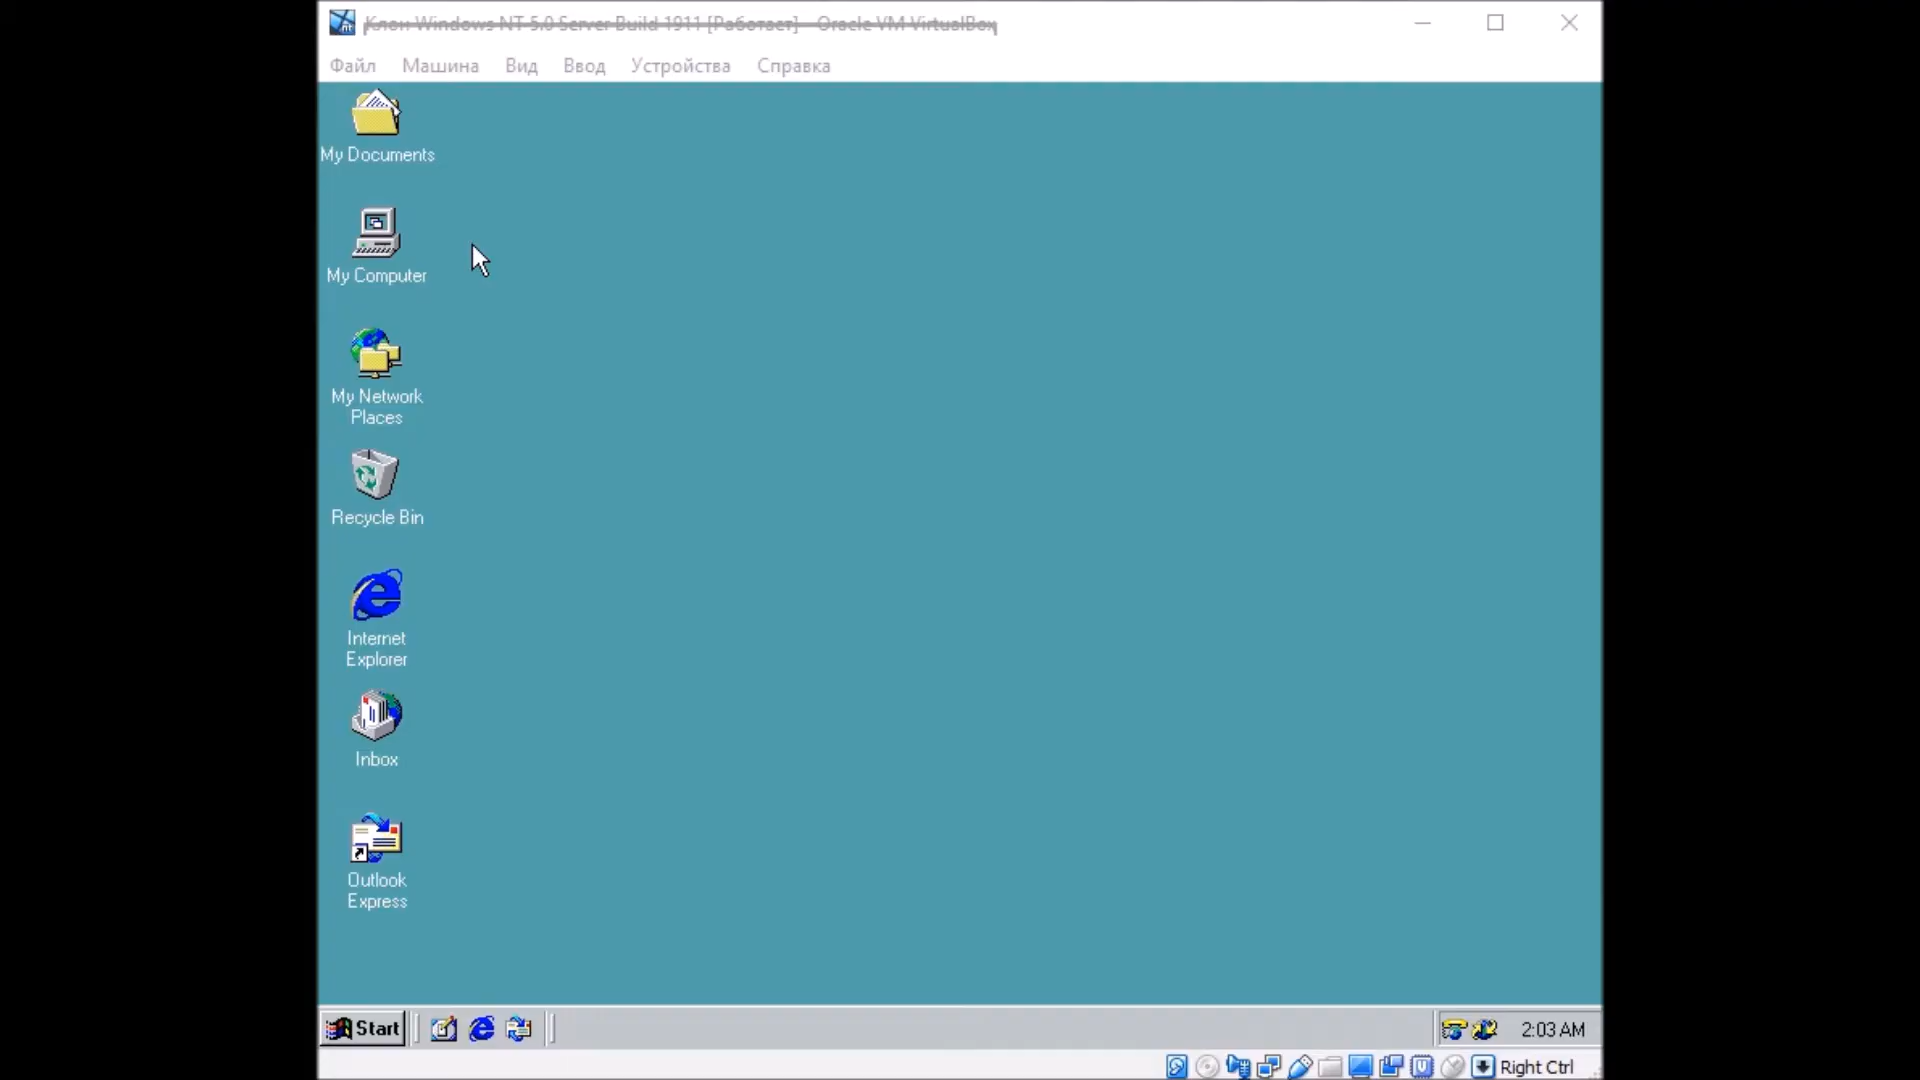 Клон Windows NT 5.0 Server Build 1911 [Работает] - Oracle VM VirtualBox
Файл Машина Вид Ввод Устройства Справка
My Documents
My Computer
My Network
Places
Recycle Bin
Internet
Explorer
Inbox
Outlook
Express
Start
2:03 AM
Right Ctrl